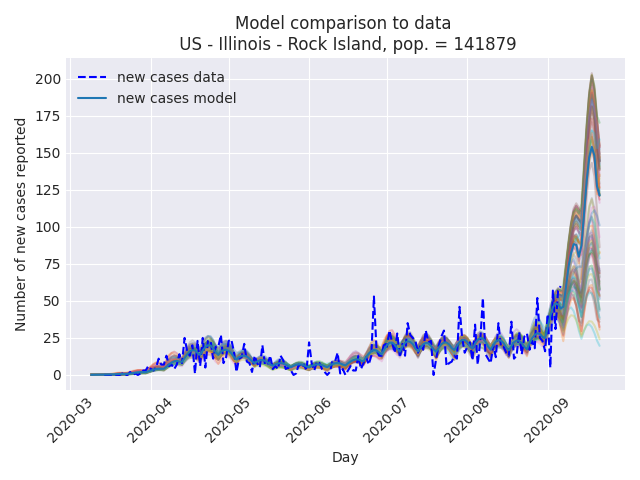 Model comparison to data
US - Illinois - Rock Island, pop. = 141879
new cases data
new cases model
Number of new cases reported
200
175
150
125
100
75
50
25
0
2020-03
2020-04
2020-05
2020-06
2020-07
2020-08
2020-09
Day